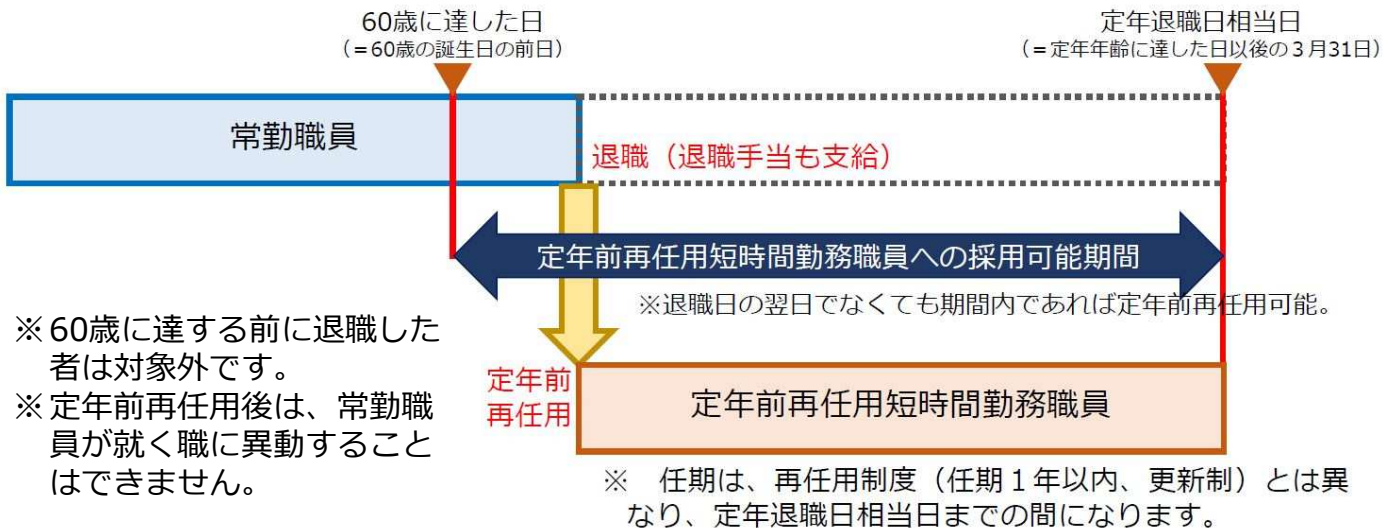 60歳に達した日
（＝60歳の誕生日の前日）
定年退職日相当日
（＝定年年齢に達した日以後の３月31日）
常勤職員
退職（退職手当も支給）
定年前再任用短時間勤務職員への採用可能期間
※退職日の翌日でなくても期間内であれば定年前再任用可能。
※60歳に達する前に退職した
者は対象外です。
※定年前再任用後は、常勤職
員が就く職に異動すること
はできません。
定年前
再任用
定年前再任用短時間勤務職員
※　任期は、再任用制度（任期１年以内、更新制）とは異
なり、定年退職日相当日までの間になります。